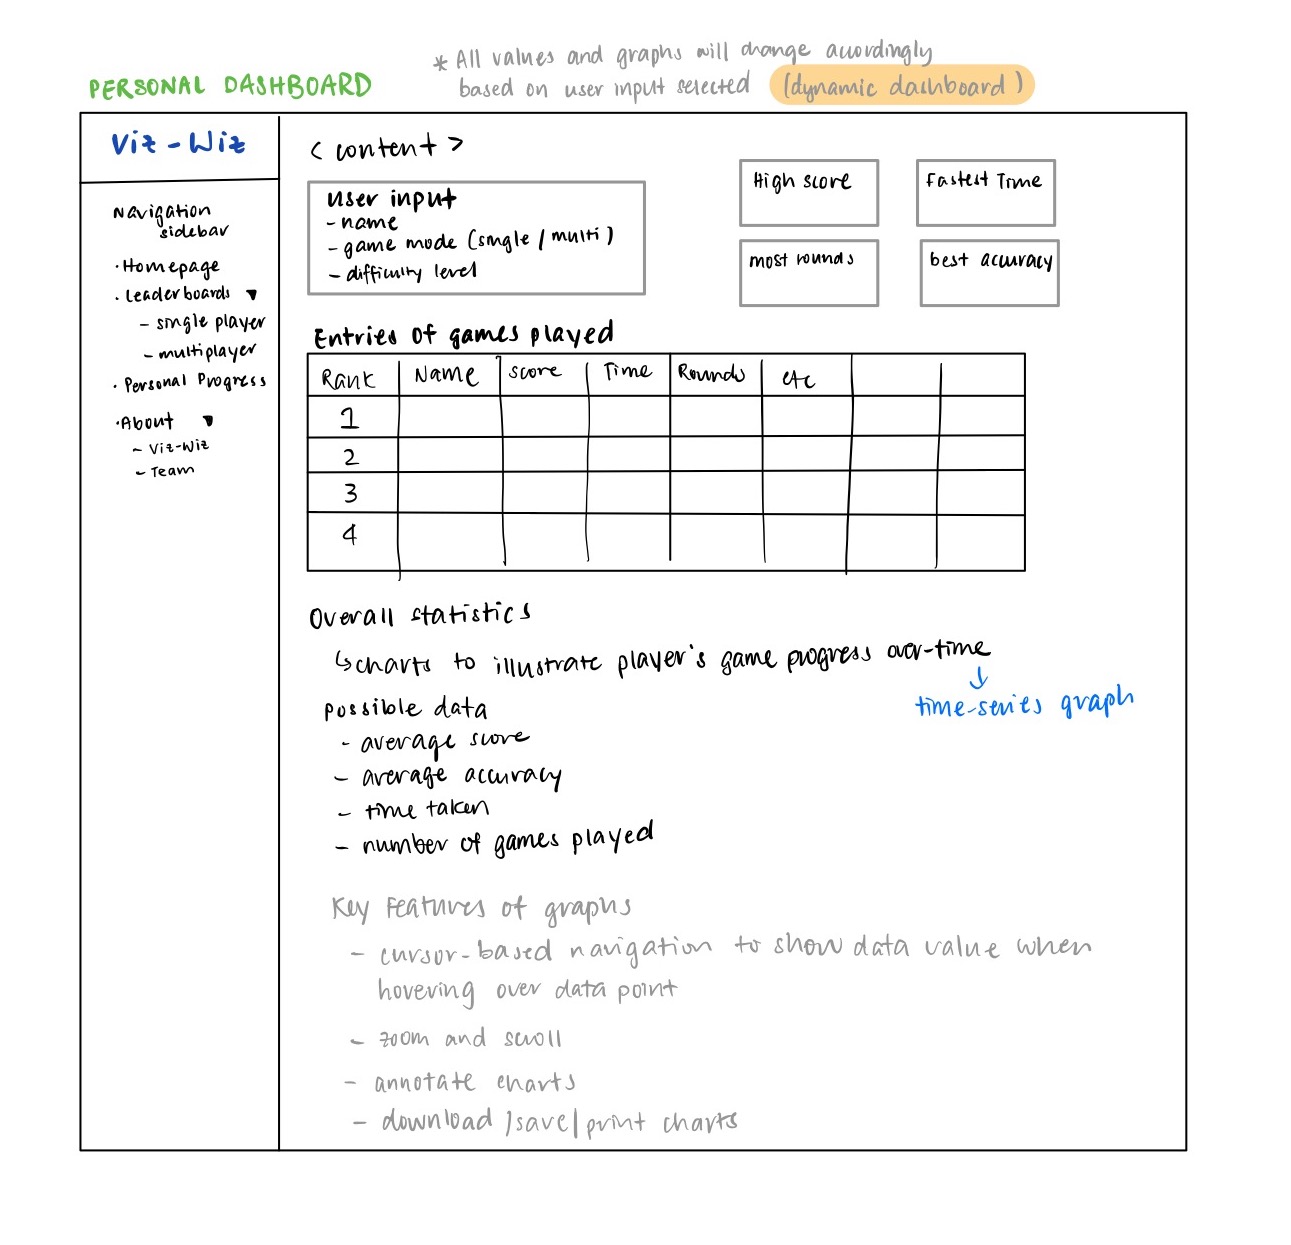 PERSONAL DASHBOARD
* All values and graphs will change accordingly
based on user input selected (dynamic dashboard)
Viz-Wiz
Navigation
sidebar
· Homepage
· Leaderboards ▼
- single player
- multiplayer
· Personal Progress
· About ▼
- Viz-Wiz
- Team
< content >
user input
- name
- game mode (single / multi)
- difficulty level
High score
Fastest Time
most rounds
best accuracy
Entries of games played
Rank Name score Time Rounds etc
1
2
3
4
Overall statistics
↳ charts to illustrate player's game progress over-time
↓
time-series graph
possible data
- average score
- average accuracy
- time taken
- number of games played
Key features of graphs
- cursor-based navigation to show data value when
hovering over data point
- zoom and scroll
- annotate charts
- download /save/print charts